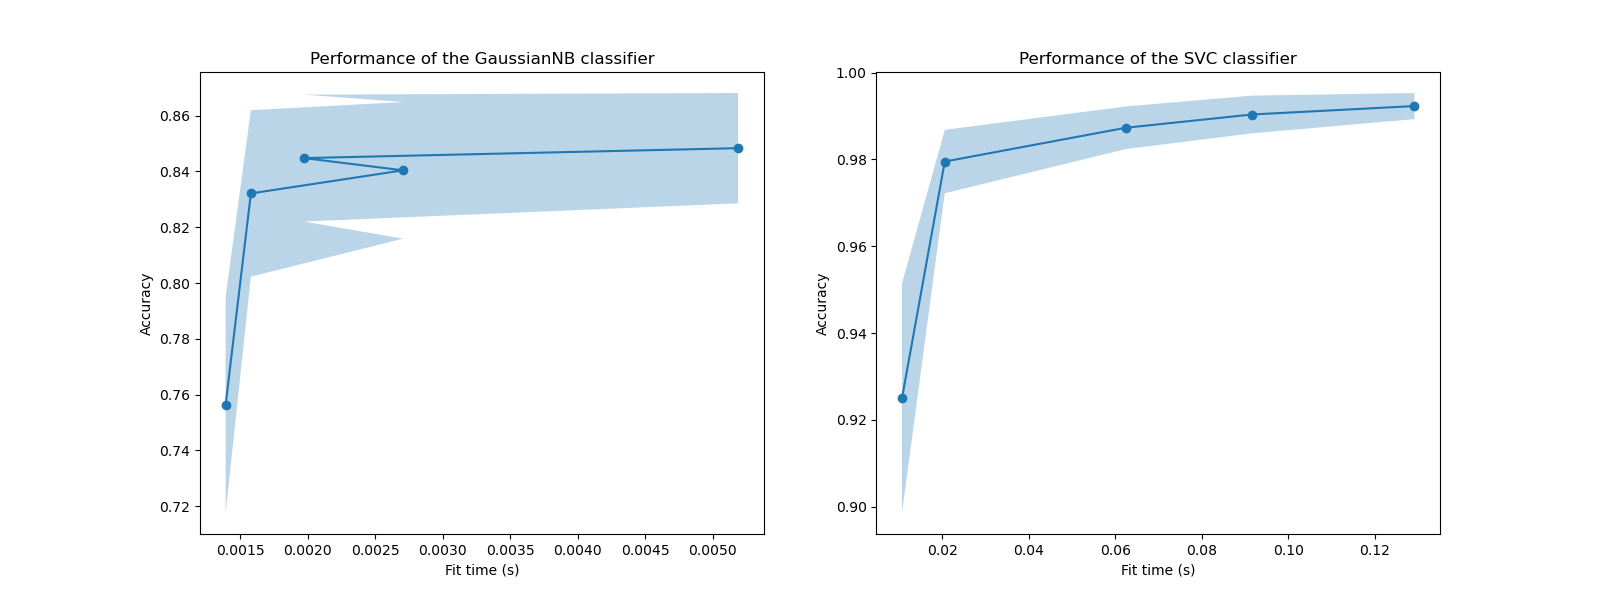 Performance of the GaussianNB classifier
0.86
0.84
0.82
0.80
0.78
0.76
0.74
0.72
Accuracy
0.0015 0.0020 0.0025 0.0030 0.0035 0.0040 0.0045 0.0050
Fit time (s)
Performance of the SVC classifier
1.00
0.98
0.96
0.94
0.92
0.90
Accuracy
0.02 0.04 0.06 0.08 0.10 0.12
Fit time (s)